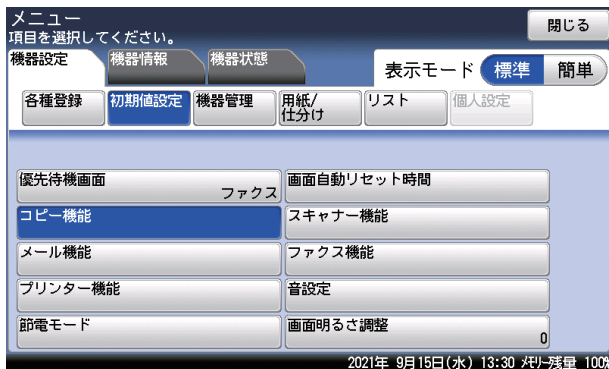 メニュー
項目を選択してください。
閉じる
機器設定
機器情報
機器状態
表示モード
標準
簡単
各種登録
初期値設定
機器管理
用紙/
仕分け
リスト
個人設定
優先待機画面
ファクス
画面自動リセット時間
コピー機能
スキャナー機能
メール機能
ファクス機能
プリンター機能
音設定
節電モード
画面明るさ調整
0
2021年 9月15日(水) 13:30 メモリー残量 100%